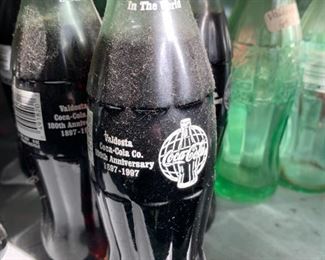 In The World
Valdosta
Coca-Cola Co.
100th Anniversary
1897-1997
Valdosta
Coca-Cola Co.
100th Anniversary
1897-1997
Coca-Cola